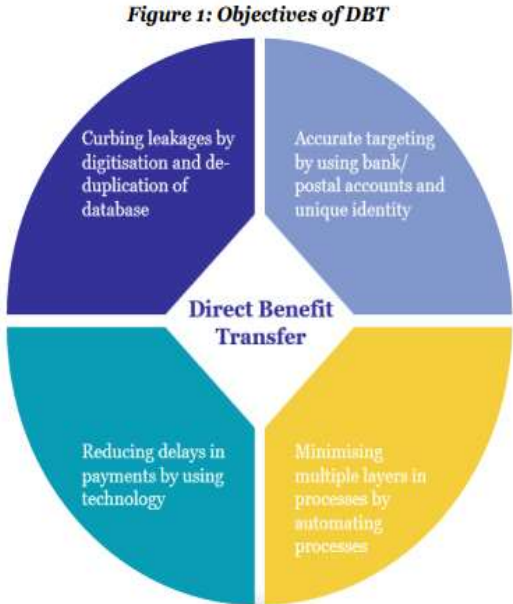 Figure 1: Objectives of DBT
Curbing leakages by
digitisation and de-
duplication of
database
Accurate targeting
by using bank/
postal accounts and
unique identity
Direct Benefit
Transfer
Reducing delays in
payments by using
technology
Minimising
multiple layers in
processes by
automating
processes